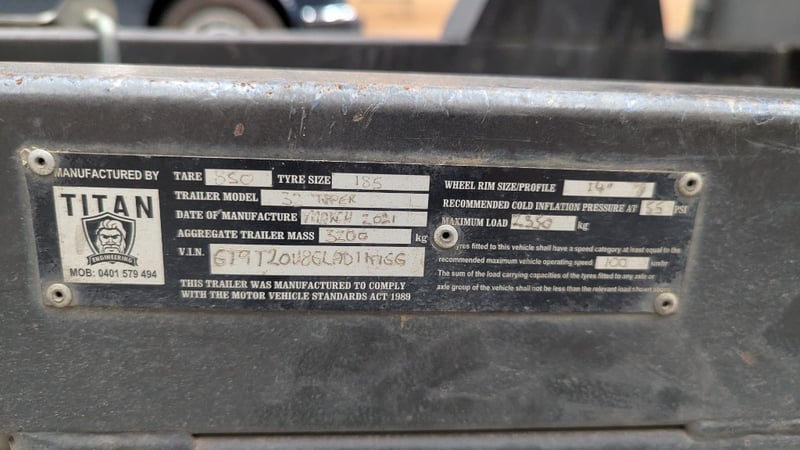 MANUFACTURED BY
TITAN
ENGINEERING
MOB: 0401 579 494
TARE 850 TYRE SIZE 185
TRAILER MODEL TIPPER
DATE OF MANUFACTURE MARCH 2021
AGGREGATE TRAILER MASS 3200 kg
V.I.N.
THIS TRAILER WAS MANUFACTURED TO COMPLY
WITH THE MOTOR VEHICLE STANDARDS ACT 1989
WHEEL RIM SIZE/PROFILE 14"
RECOMMENDED COLD INFLATION PRESSURE AT 55 PSI
MAXIMUM LOAD 2350 kg
tyres fitted to this vehicle shall have a speed category at least equal to the
recommended maximum vehicle operating speed 100 km/hr
The sum of the load carrying capacities of the tyres fitted to any axle or
axle group of the vehicle shall not be less than the relevant load shown above